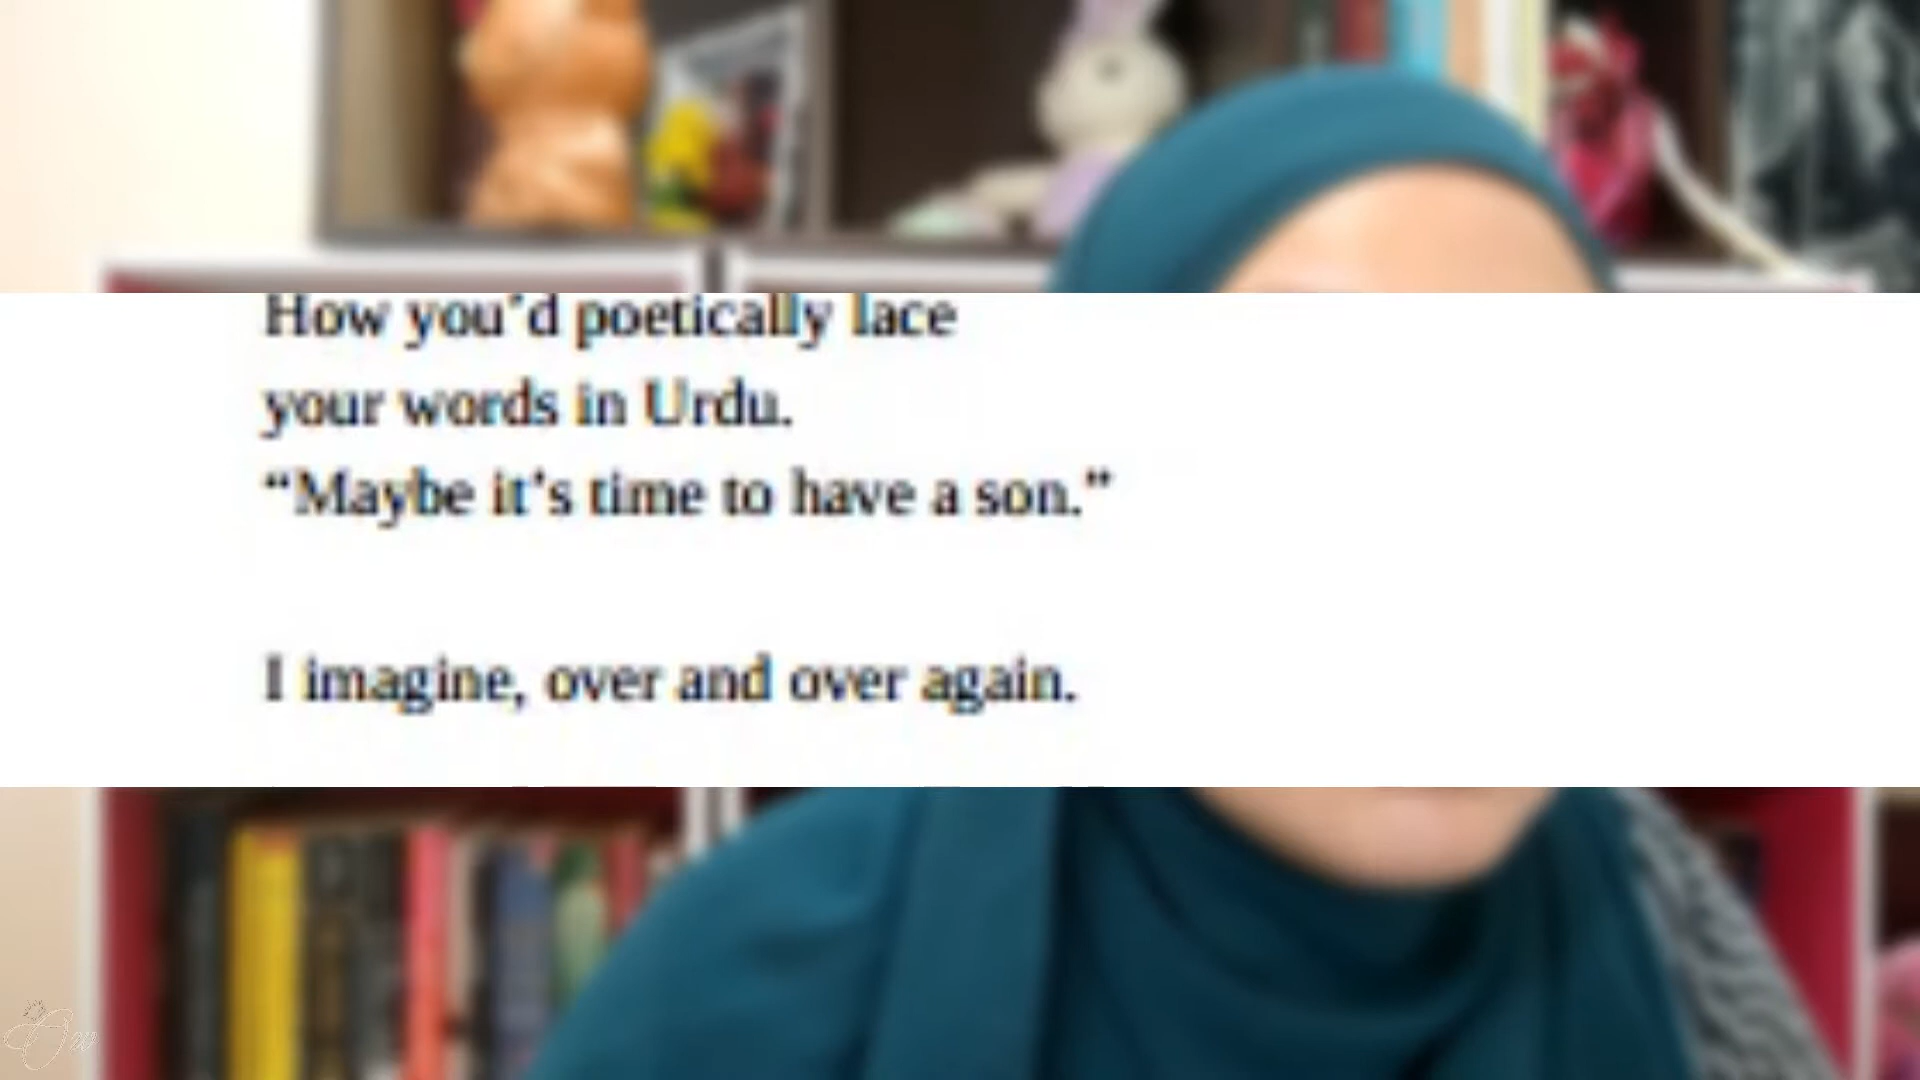 How you’d poetically lace
your words in Urdu.
“Maybe it’s time to have a son.”
I imagine, over and over again.